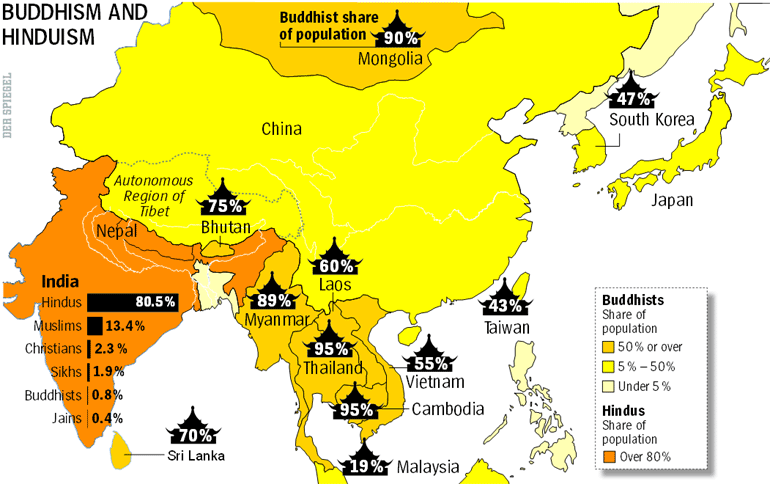 BUDDHISM AND
HINDUISM
DER SPIEGEL
Buddhist share
of population
90%
Mongolia
47%
South Korea
China
Japan
Autonomous
Region of
Tibet
75%
Bhutan
Nepal
60%
Laos
India
Hindus 80.5%
Muslims 13.4%
Christians 2.3%
Sikhs 1.9%
Buddhists 0.8%
Jains 0.4%
89%
Myanmar
43%
Taiwan
95%
Thailand
55%
Vietnam
95%
Cambodia
70%
Sri Lanka
19%
Malaysia
Buddhists
Share of
population
50% or over
5% – 50%
Under 5%
Hindus
Share of
population
Over 80%